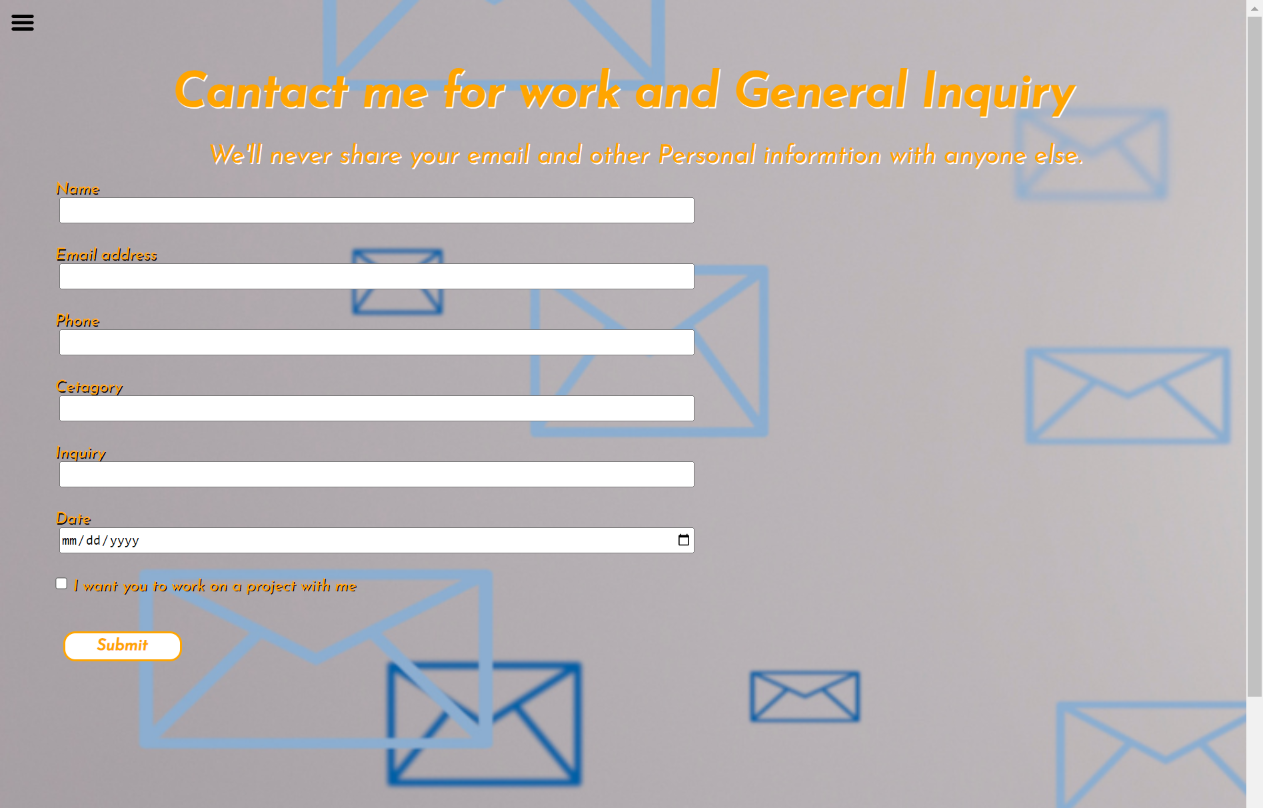 Cantact me for work and General Inquiry
We'll never share your email and other Personal informtion with anyone else.
Name
Email address
Phone
Cetagory
Inquiry
Date
mm/dd/yyyy
I want you to work on a project with me
Submit